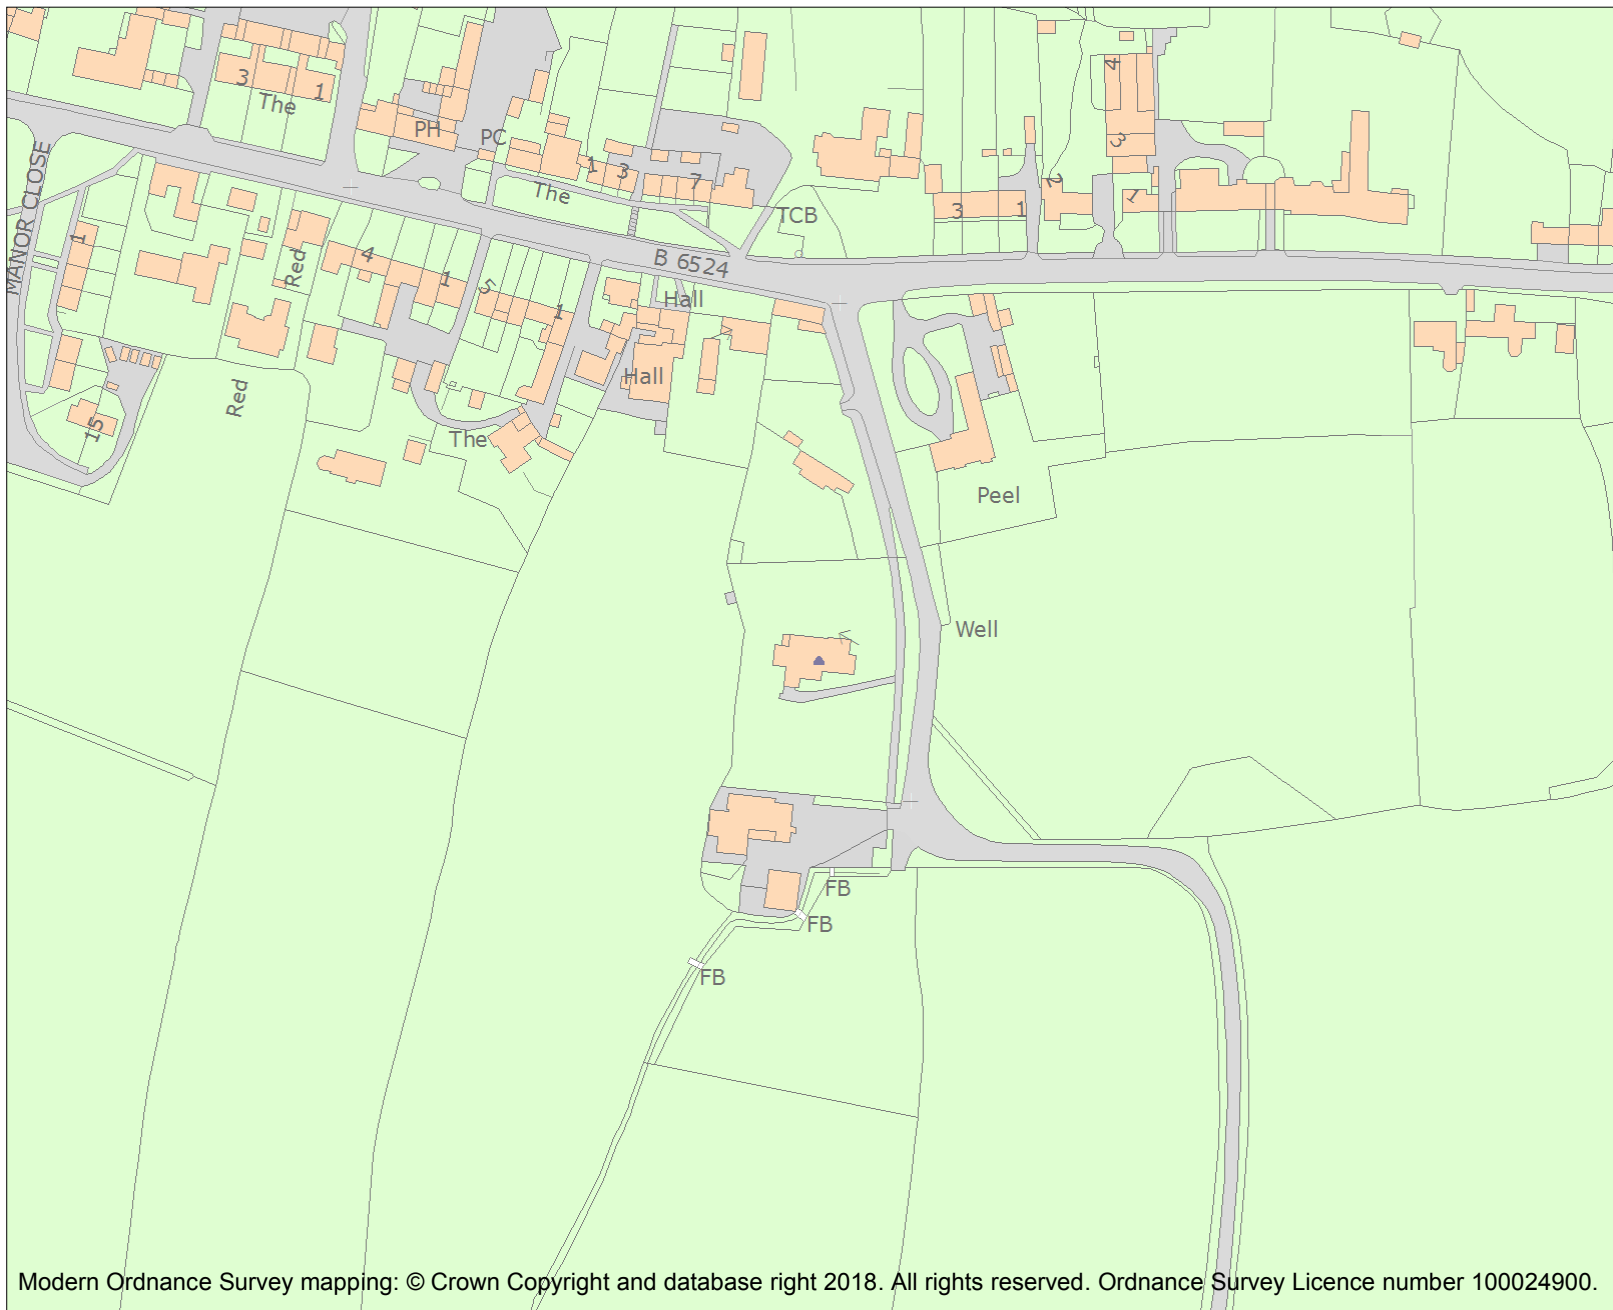 4
3
1
The
PH
PC
3
1
3
The
7
2
1
TCB
3
1
MANOR CLOSE
1
4
Red
1
B 6524
5
Hall
1
Hall
Red
15
The
Peel
Well
FB
FB
FB
Modern Ordnance Survey mapping: © Crown Copyright and database right 2018. All rights reserved. Ordnance Survey Licence number 100024900.